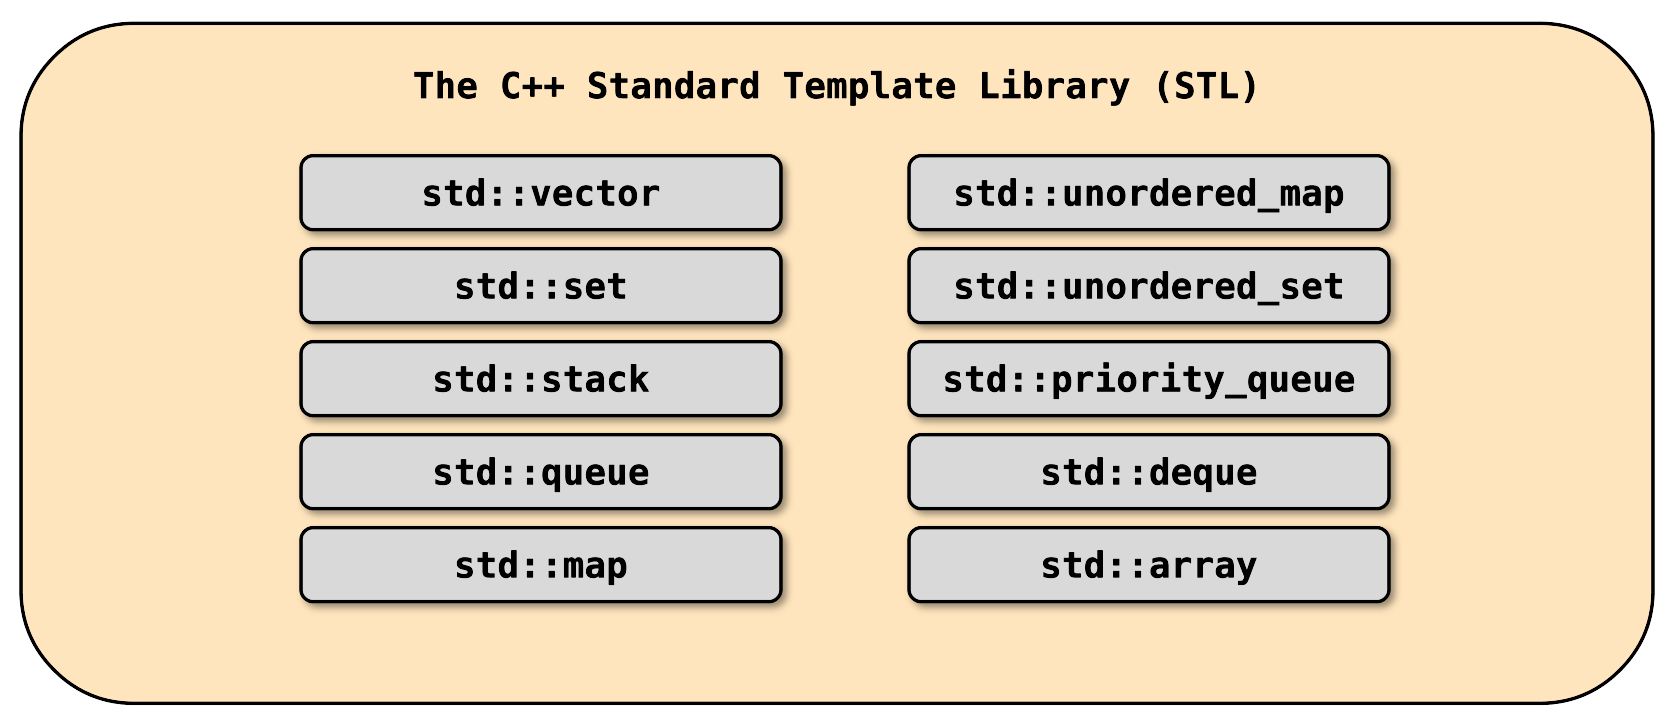 The C++ Standard Template Library (STL)
std::vector
std::set
std::stack
std::queue
std::map
std::unordered_map
std::unordered_set
std::priority_queue
std::deque
std::array